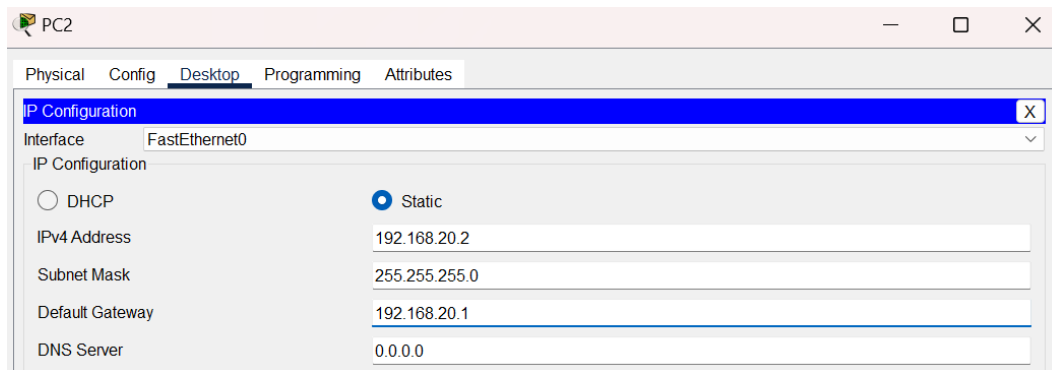 PC2
Physical Config Desktop Programming Attributes
IP Configuration X
Interface FastEthernet0
IP Configuration
DHCP Static
IPv4 Address 192.168.20.2
Subnet Mask 255.255.255.0
Default Gateway 192.168.20.1
DNS Server 0.0.0.0